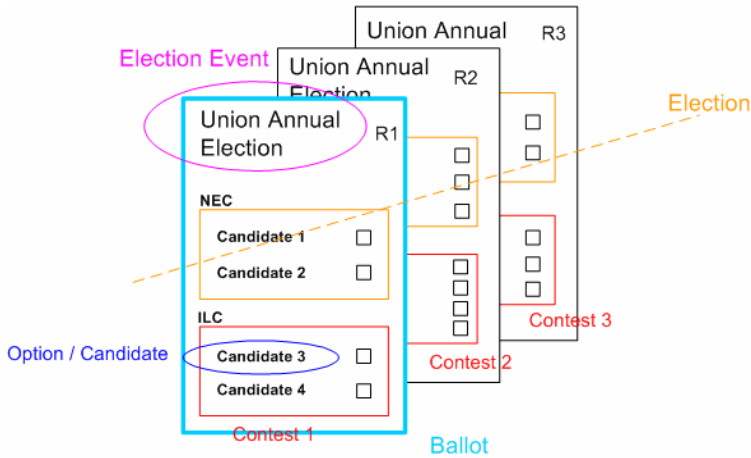 Union Annual R3
Election Event
Union Annual R2
Election
Election
Union Annual R1
Election
NEC
Candidate 1
Candidate 2
ILC
Contest 3
Option / Candidate
Candidate 3
Contest 2
Candidate 4
Contest 1
Ballot